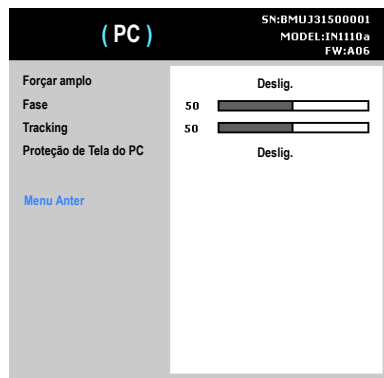 ( PC )
SN:BMUJ31500001
MODEL:IN1110a
FW:A06
Forçar amplo Deslig.
Fase 50
Tracking 50
Proteção de Tela do PC Deslig.
Menu Anter